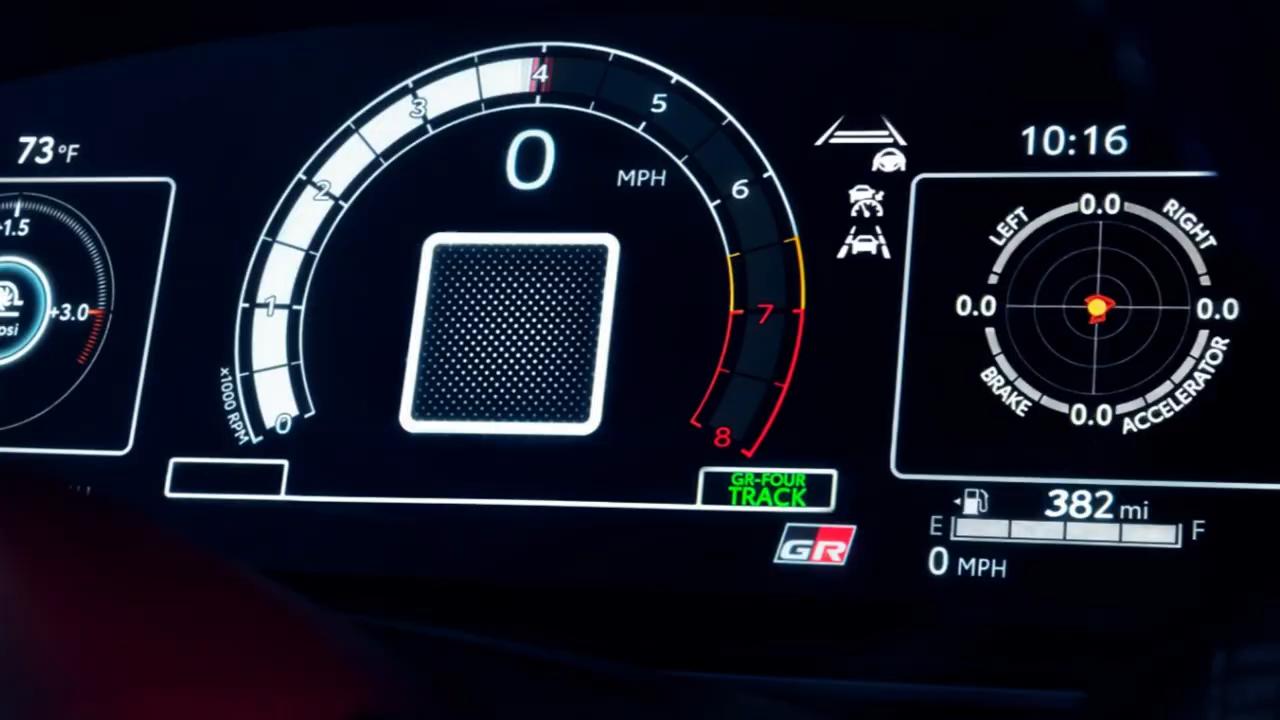 73°F
+1.5
+3.0
psi
0
1
2
3
4
5
6
7
8
x1000 RPM
0
MPH
GR-FOUR
TRACK
GR
10:16
LEFT
0.0
RIGHT
0.0
0.0
BRAKE
0.0
ACCELERATOR
382 mi
E
F
0 MPH